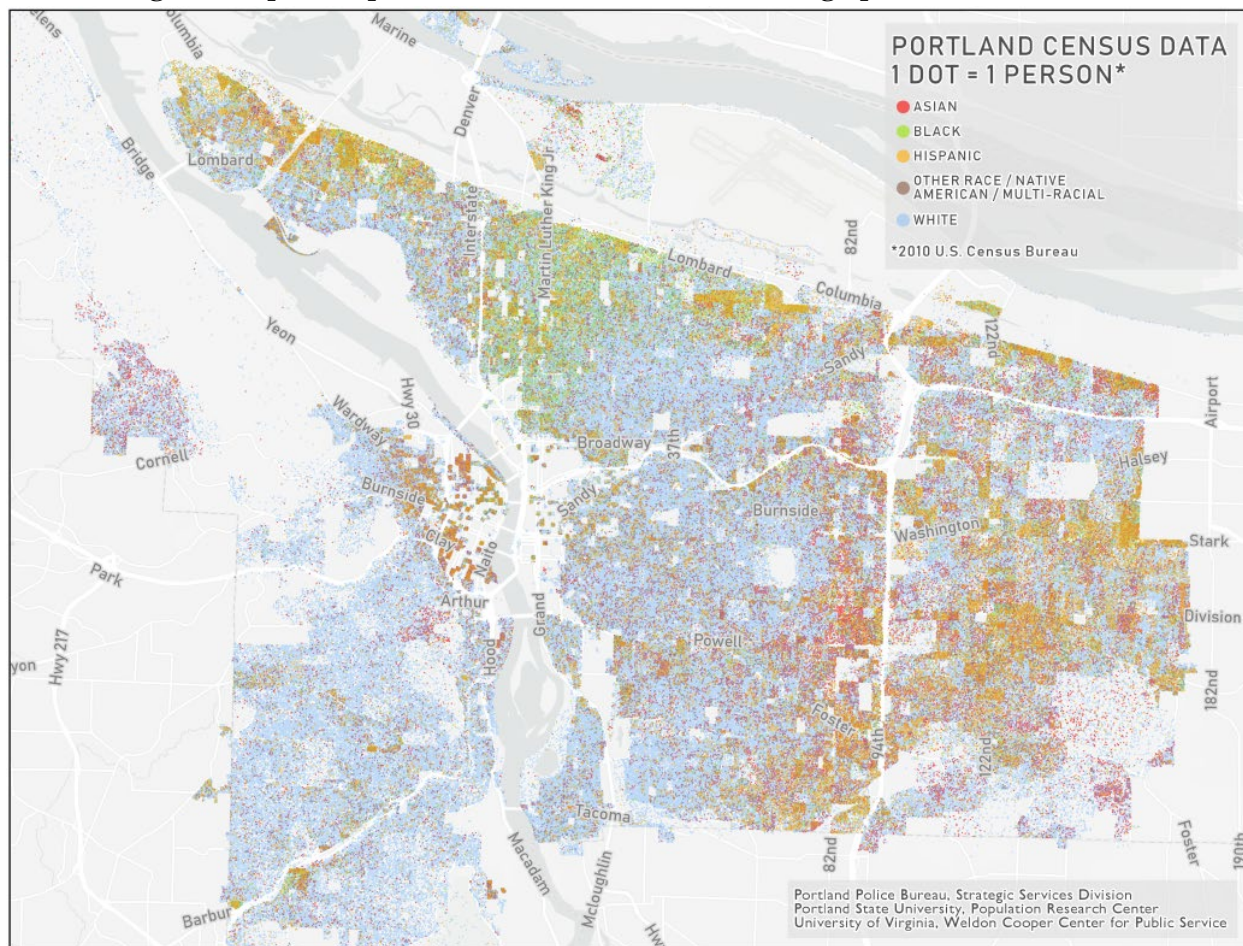 PORTLAND CENSUS DATA
1 DOT = 1 PERSON*
ASIAN
BLACK
HISPANIC
OTHER RACE / NATIVE
AMERICAN / MULTI-RACIAL
WHITE
*2010 U.S. Census Bureau
elens
Columbia
Marine
Denver
Bridge
Lombard
Interstate
Martin Luther King Jr
82nd
Lombard
Columbia
122nd
Yeon
Sandy
Airport
Hwy 30
Wardway
Cornell
Broadway
37th
Halsey
Burnside
Sandy
Burnside
Washington
Clay
Naito
Stark
Park
Arthur
Grand
Division
Hood
Powell
yon
Hwy 217
182nd
Foster
94th
122nd
Tacoma
Macadam
82nd
Foster
190th
McLoughlin
Barbur
Portland Police Bureau, Strategic Services Division
Portland State University, Population Research Center
University of Virginia, Weldon Cooper Center for Public Service